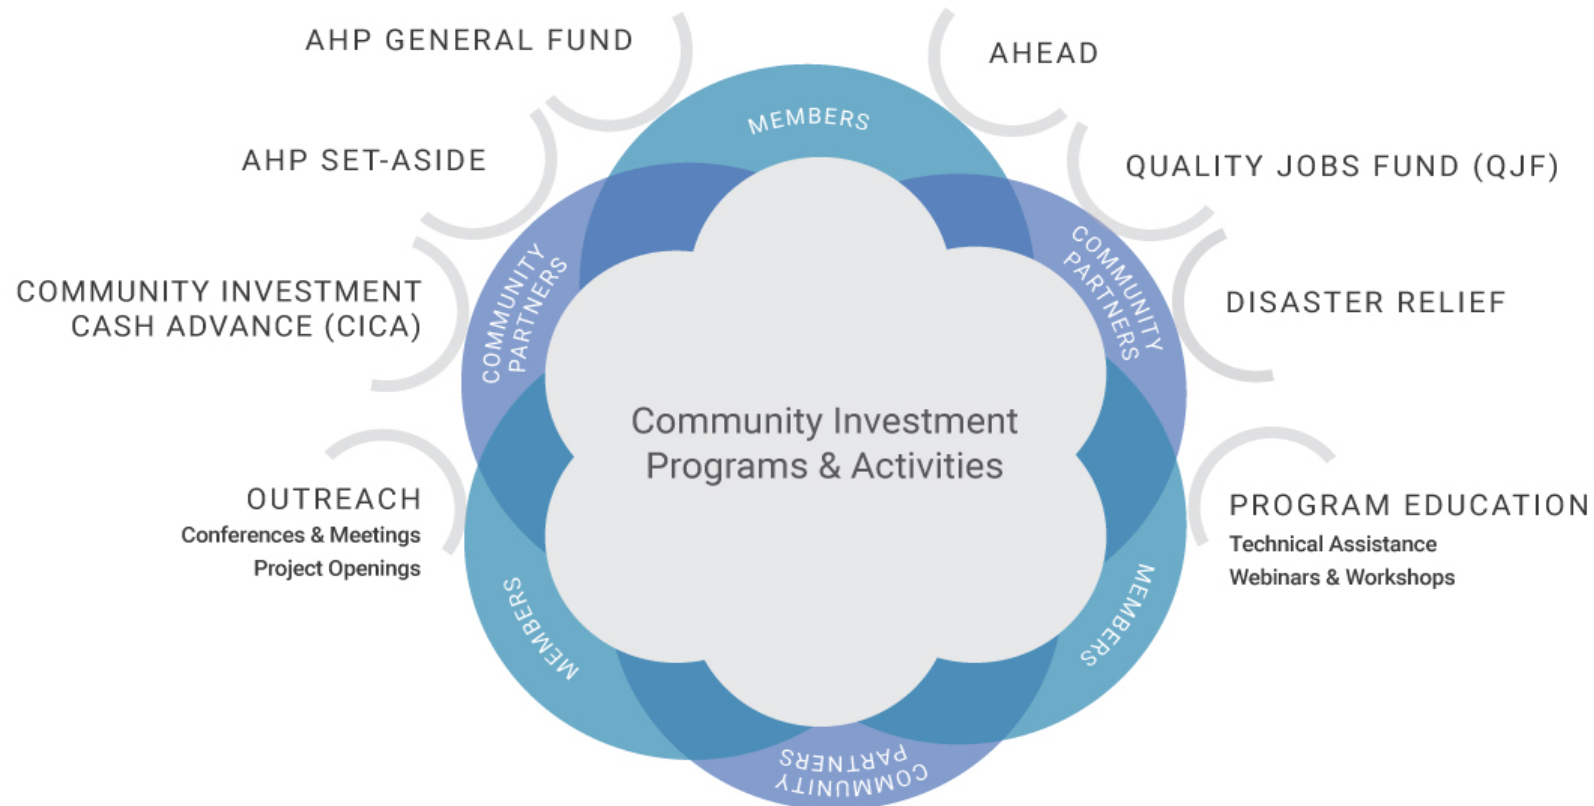 AHP GENERAL FUND
AHEAD
MEMBERS
AHP SET-ASIDE
QUALITY JOBS FUND (QJF)
COMMUNITY
PARTNERS
COMMUNITY
PARTNERS
COMMUNITY INVESTMENT
CASH ADVANCE (CICA)
DISASTER RELIEF
Community Investment
Programs & Activities
OUTREACH
Conferences & Meetings
Project Openings
PROGRAM EDUCATION
Technical Assistance
Webinars & Workshops
MEMBERS
MEMBERS
COMMUNITY
PARTNERS